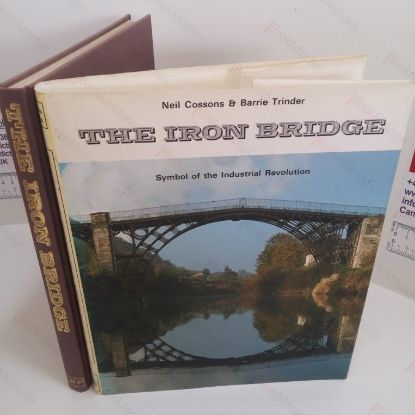 Neil Cossons & Barrie Trinder
THE IRON BRIDGE
Symbol of the Industrial Revolution
THE IRON BRIDGE